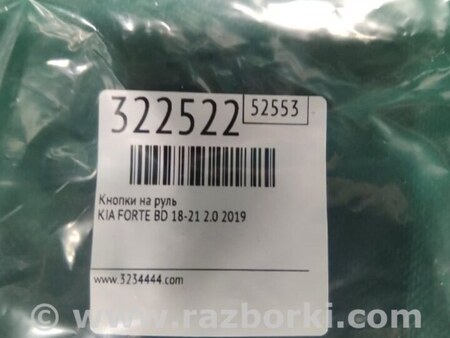 322522
52553
Кнопки на руль
KIA FORTE BD 18-21 2.0 2019
www.3234444.com
© - www.razborki.com